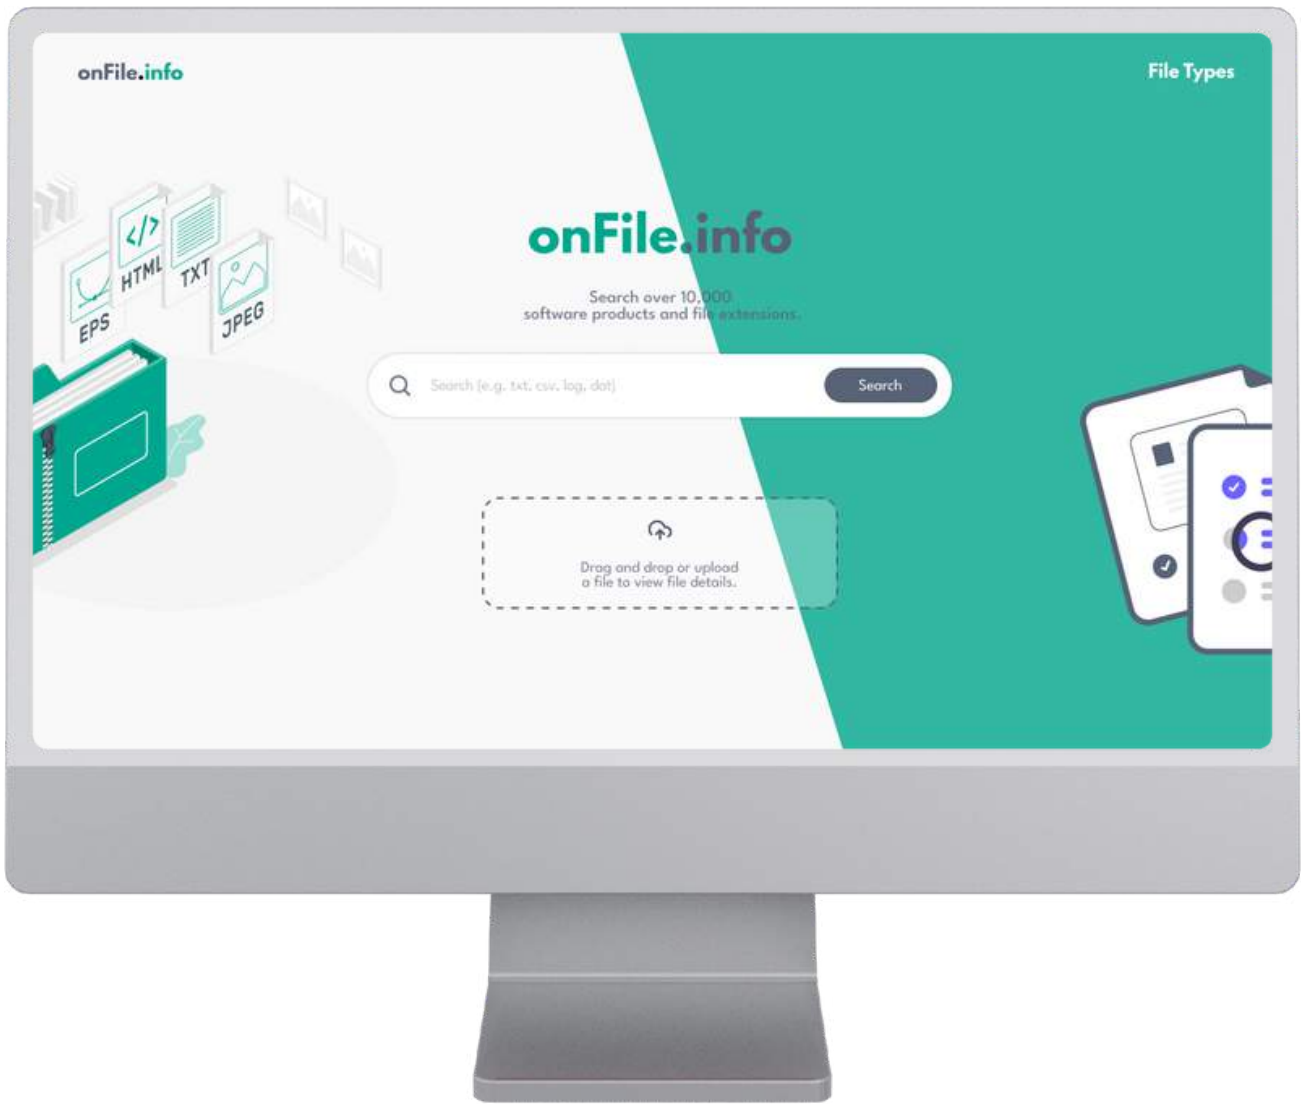 onFile.info
File Types
HTML
TXT
EPS
JPEG
onFile.info
Search over 10,000
software products and file extensions.
Search (e.g. txt, csv, log, dat)
Search
Drag and drop or upload
a file to view file details.